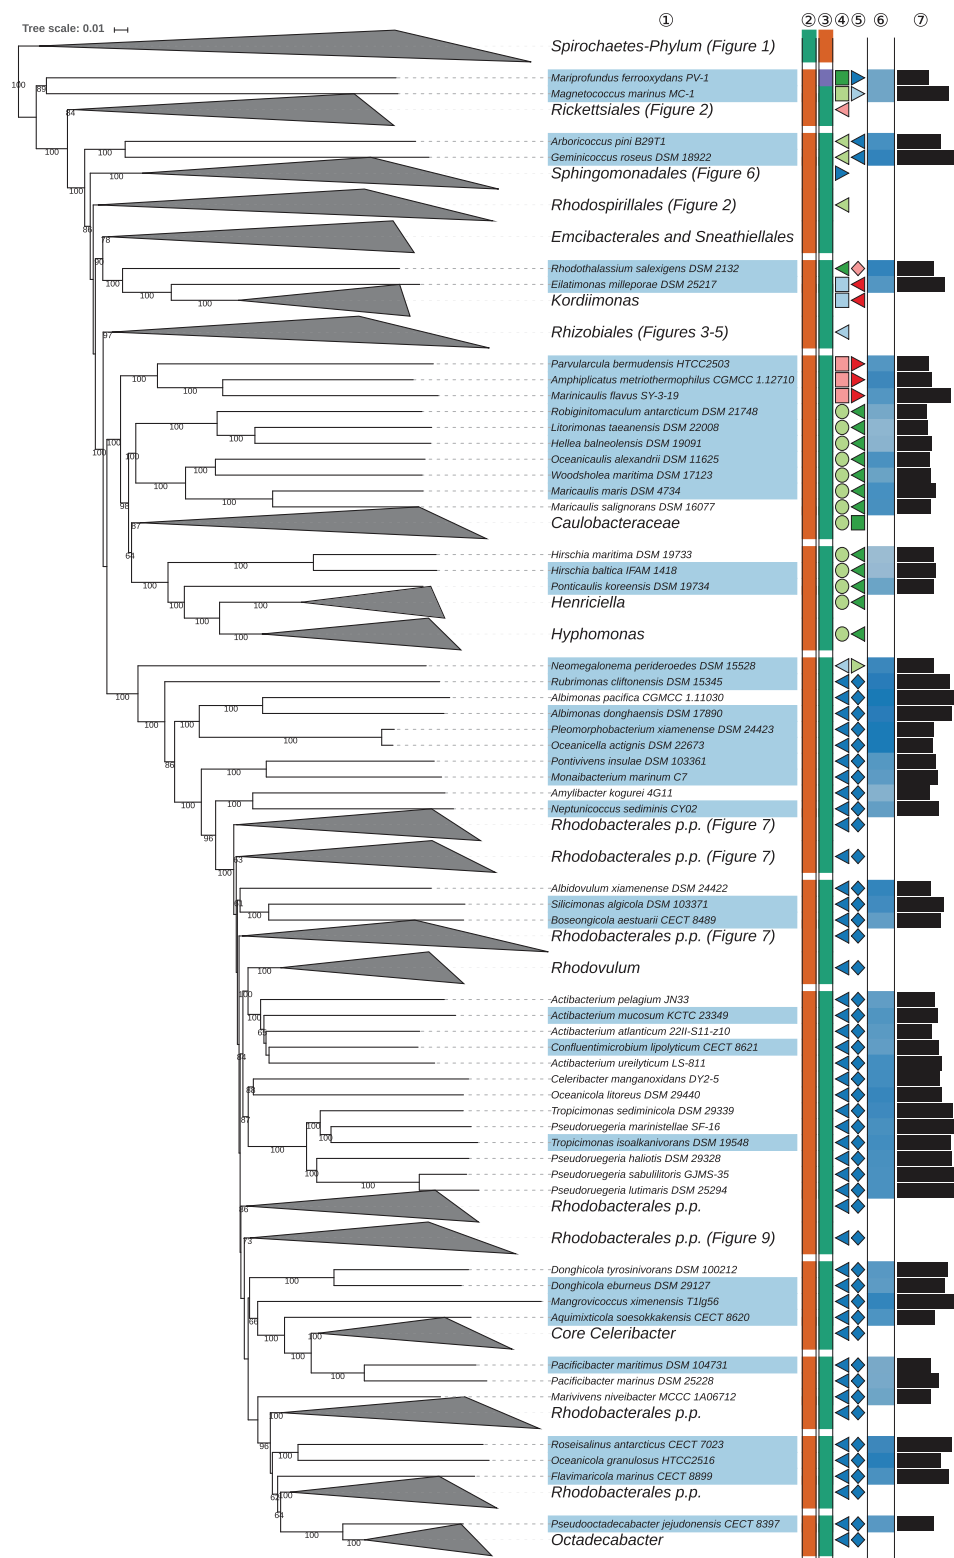 ① ② ③ ④ ⑤ ⑥ ⑦
Tree scale: 0.01
Spirochaetes-Phylum (Figure 1)
Mariprofundus ferrooxydans PV-1
Magnetococcus marinus MC-1
Rickettsiales (Figure 2)
Arboricoccus pini B29T1
Geminicoccus roseus DSM 18922
Sphingomonadales (Figure 6)
Rhodospirillales (Figure 2)
Emcibacterales and Sneathiellales
Rhodothalassium salexigens DSM 2132
Eilatimonas milleporae DSM 25217
Kordiimonas
Rhizobiales (Figures 3-5)
Parvularcula bermudensis HTCC2503
Amphiplicatus metriothermophilus CGMCC 1.12710
Marinicaulis flavus SY-3-19
Robiginitomaculum antarcticum DSM 21748
Litorimonas taeanensis DSM 22008
Hellea balneolensis DSM 19091
Oceanicaulis alexandrii DSM 11625
Woodsholea maritima DSM 17123
Maricaulis maris DSM 4734
Maricaulis salignorans DSM 16077
Caulobacteraceae
Hirschia maritima DSM 19733
Hirschia baltica IFAM 1418
Ponticaulis koreensis DSM 19734
Henriciella
Hyphomonas
Neomegalonema perideroedes DSM 15528
Rubrimonas cliftonensis DSM 15345
Albimonas pacifica CGMCC 1.11030
Albimonas donghaensis DSM 17890
Pleomorphobacterium xiamenense DSM 24423
Oceanicella actignis DSM 22673
Pontivivens insulae DSM 103361
Monaibacterium marinum C7
Amylibacter kogurei 4G11
Neptunicoccus sediminis CY02
Rhodobacterales p.p. (Figure 7)
Rhodobacterales p.p. (Figure 7)
Albidovulum xiamenense DSM 24422
Silicimonas algicola DSM 103371
Boseongicola aestuarii CECT 8489
Rhodobacterales p.p. (Figure 7)
Rhodovulum
Actibacterium pelagium JN33
Actibacterium mucosum KCTC 23349
Actibacterium atlanticum 22II-S11-z10
Confluentimicrobium lipolyticum CECT 8621
Actibacterium ureilyticum LS-811
Celeribacter manganoxidans DY2-5
Oceanicola litoreus DSM 29440
Tropicimonas sediminicola DSM 29339
Pseudoruegeria marinistellae SF-16
Tropicimonas isoalkanivorans DSM 19548
Pseudoruegeria haliotis DSM 29328
Pseudoruegeria sabulilitoris GJMS-35
Pseudoruegeria lutimaris DSM 25294
Rhodobacterales p.p.
Rhodobacterales p.p. (Figure 9)
Donghicola tyrosinivorans DSM 100212
Donghicola eburneus DSM 29127
Mangrovicoccus ximenensis T1lg56
Aquimixticola soesokkakensis CECT 8620
Core Celeribacter
Pacificibacter maritimus DSM 104731
Pacificibacter marinus DSM 25228
Marivivens niveibacter MCCC 1A06712
Rhodobacterales p.p.
Roseisalinus antarcticus CECT 7023
Oceanicola granulosus HTCC2516
Flavimaricola marinus CECT 8899
Rhodobacterales p.p.
Pseudooctadecabacter jejudonensis CECT 8397
Octadecabacter